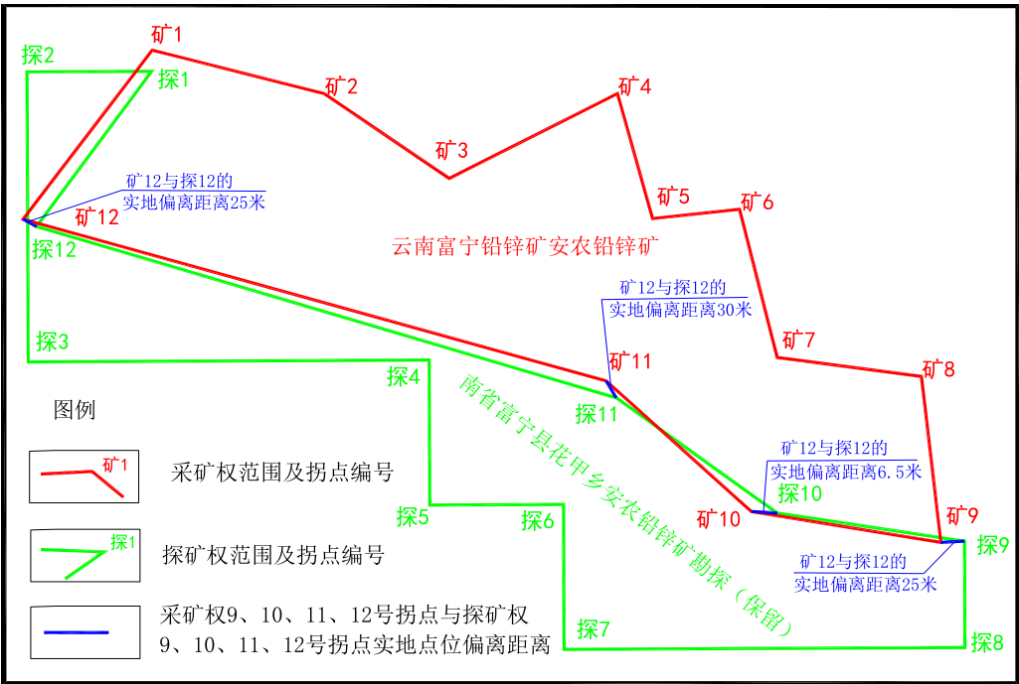 矿1
探2
探1
矿2
矿4
矿3
矿12与探12的
实地偏离距离25米
矿5
矿6
矿12
探12
云南富宁铅锌矿安农铅锌矿
矿12与探12的
实地偏离距离30米
探3
矿7
矿11
矿8
探4
南省富宁县花甲乡安农铅锌矿勘探（保留）
探11
图例
矿1
采矿权范围及拐点编号
矿12与探12的
实地偏离距离6.5米
探10
探5
探6
矿10
矿9
探1
探矿权范围及拐点编号
探9
矿12与探12的
实地偏离距离25米
采矿权9、10、11、12号拐点与探矿权
9、10、11、12号拐点实地点位偏离距离
探7
探8